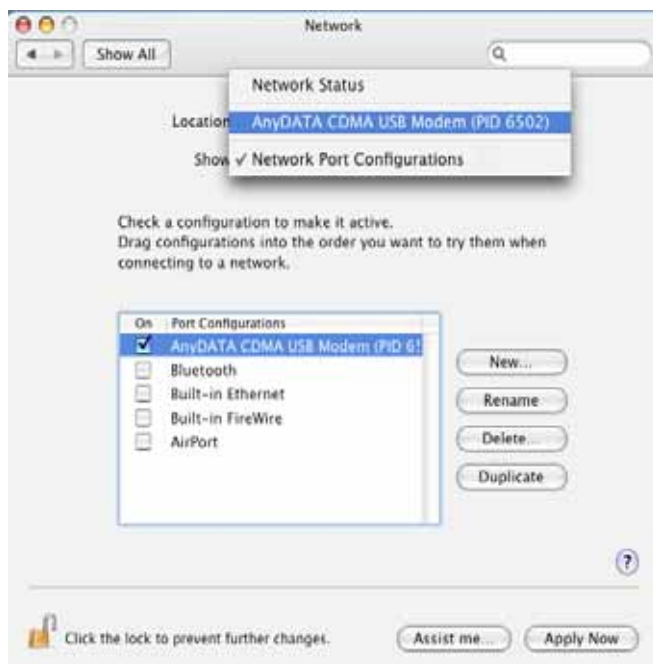 Network
Show All
Network Status
Location
AnyDATA CDMA USB Modem (PID 6502)
Show ✓ Network Port Configurations
Check a configuration to make it active.
Drag configurations into the order you want to try them when
connecting to a network.
On Port Configurations
AnyDATA CDMA USB Modem (PID 6
Bluetooth
Built-in Ethernet
Built-in FireWire
AirPort
New...
Rename
Delete...
Duplicate
?
Click the lock to prevent further changes.
Assist me...
Apply Now